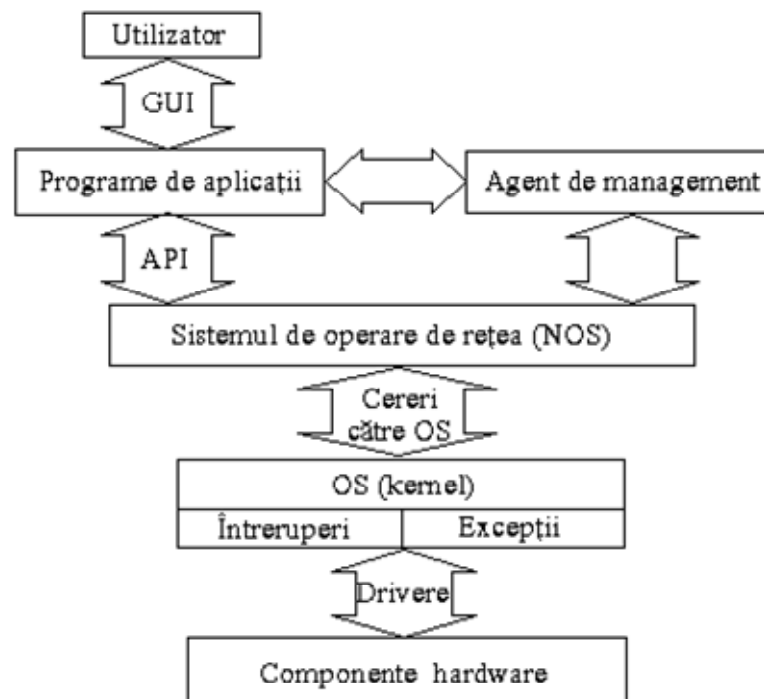 Utilizator
GUI
Programe de aplicații
Agent de management
API
Sistemul de operare de rețea (NOS)
Cereri
către OS
OS (kernel)
Întreruperi
Excepții
Drivere
Componente hardware